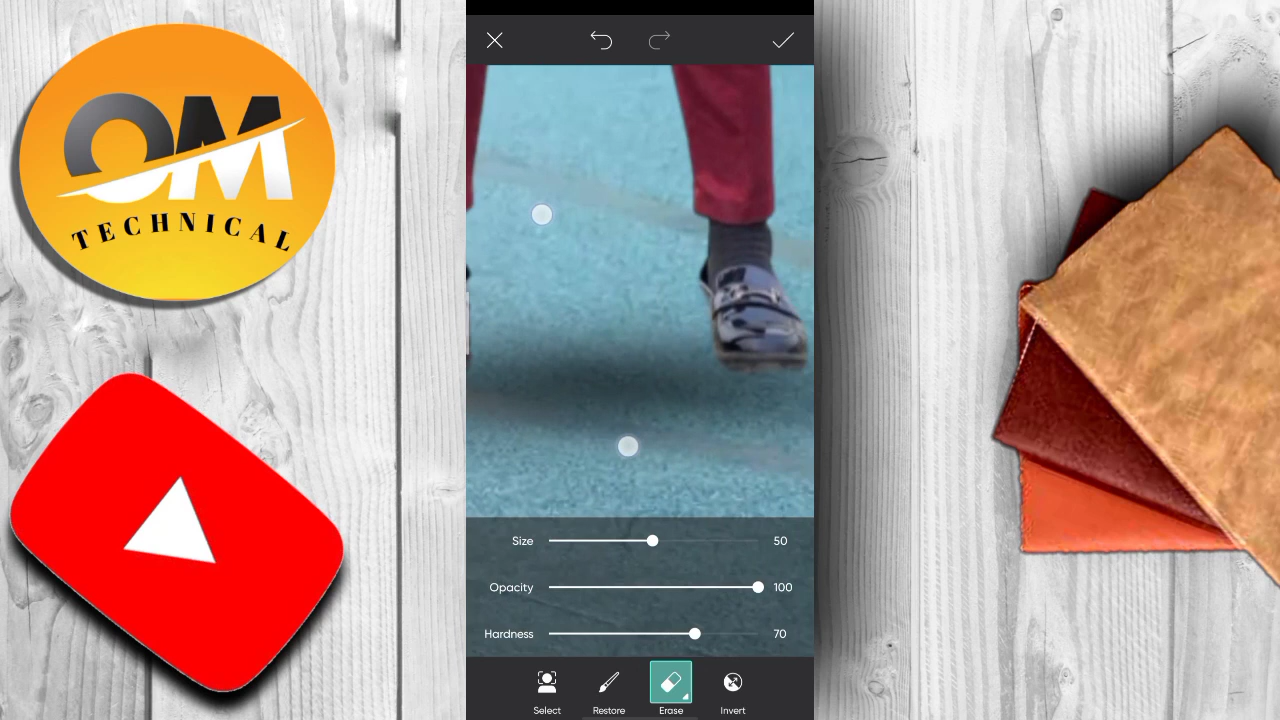 OM
TECHNICAL
Size 50
Opacity 100
Hardness 70
Select Restore Erase Invert